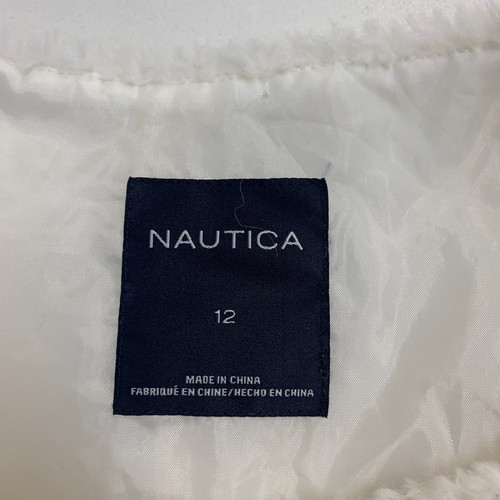 NAUTICA
12
MADE IN CHINA
FABRIQUÉ EN CHINE/HECHO EN CHINA